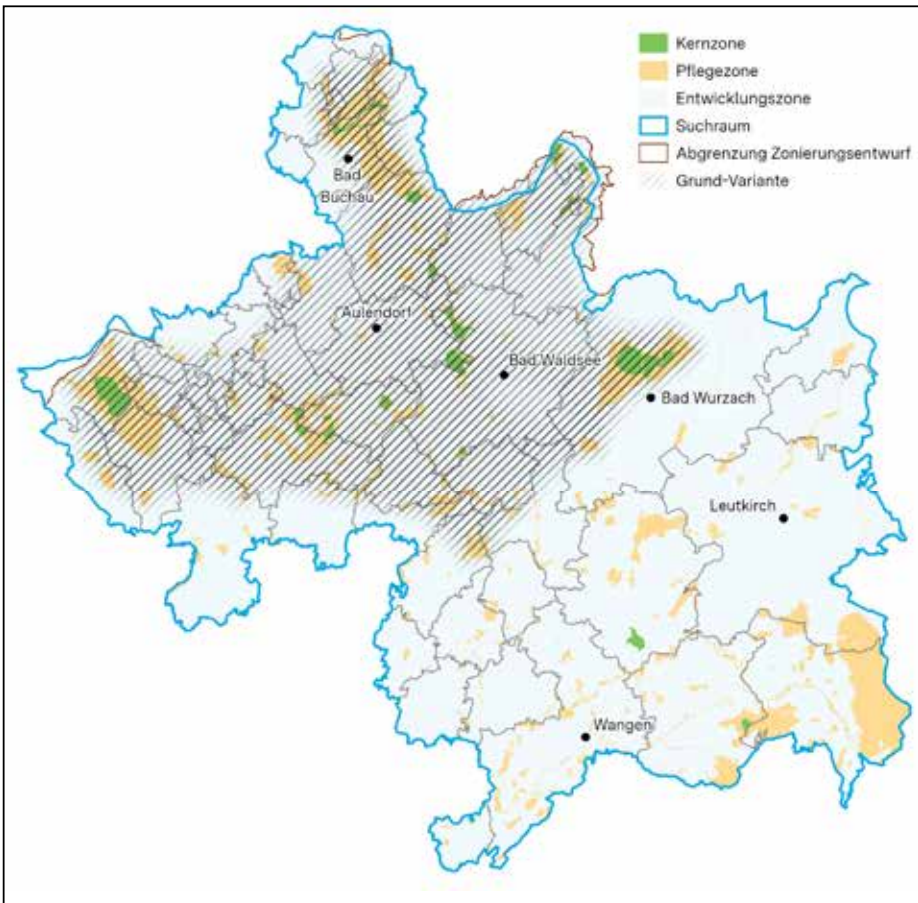 Kernzone
Pflegezone
Entwicklungszone
Suchraum
Abgrenzung Zonierungsentwurf
Grund-Variante
Bad
Buchau
Aulendorf
Bad Waldsee
Bad Wurzach
Leutkirch
Wangen